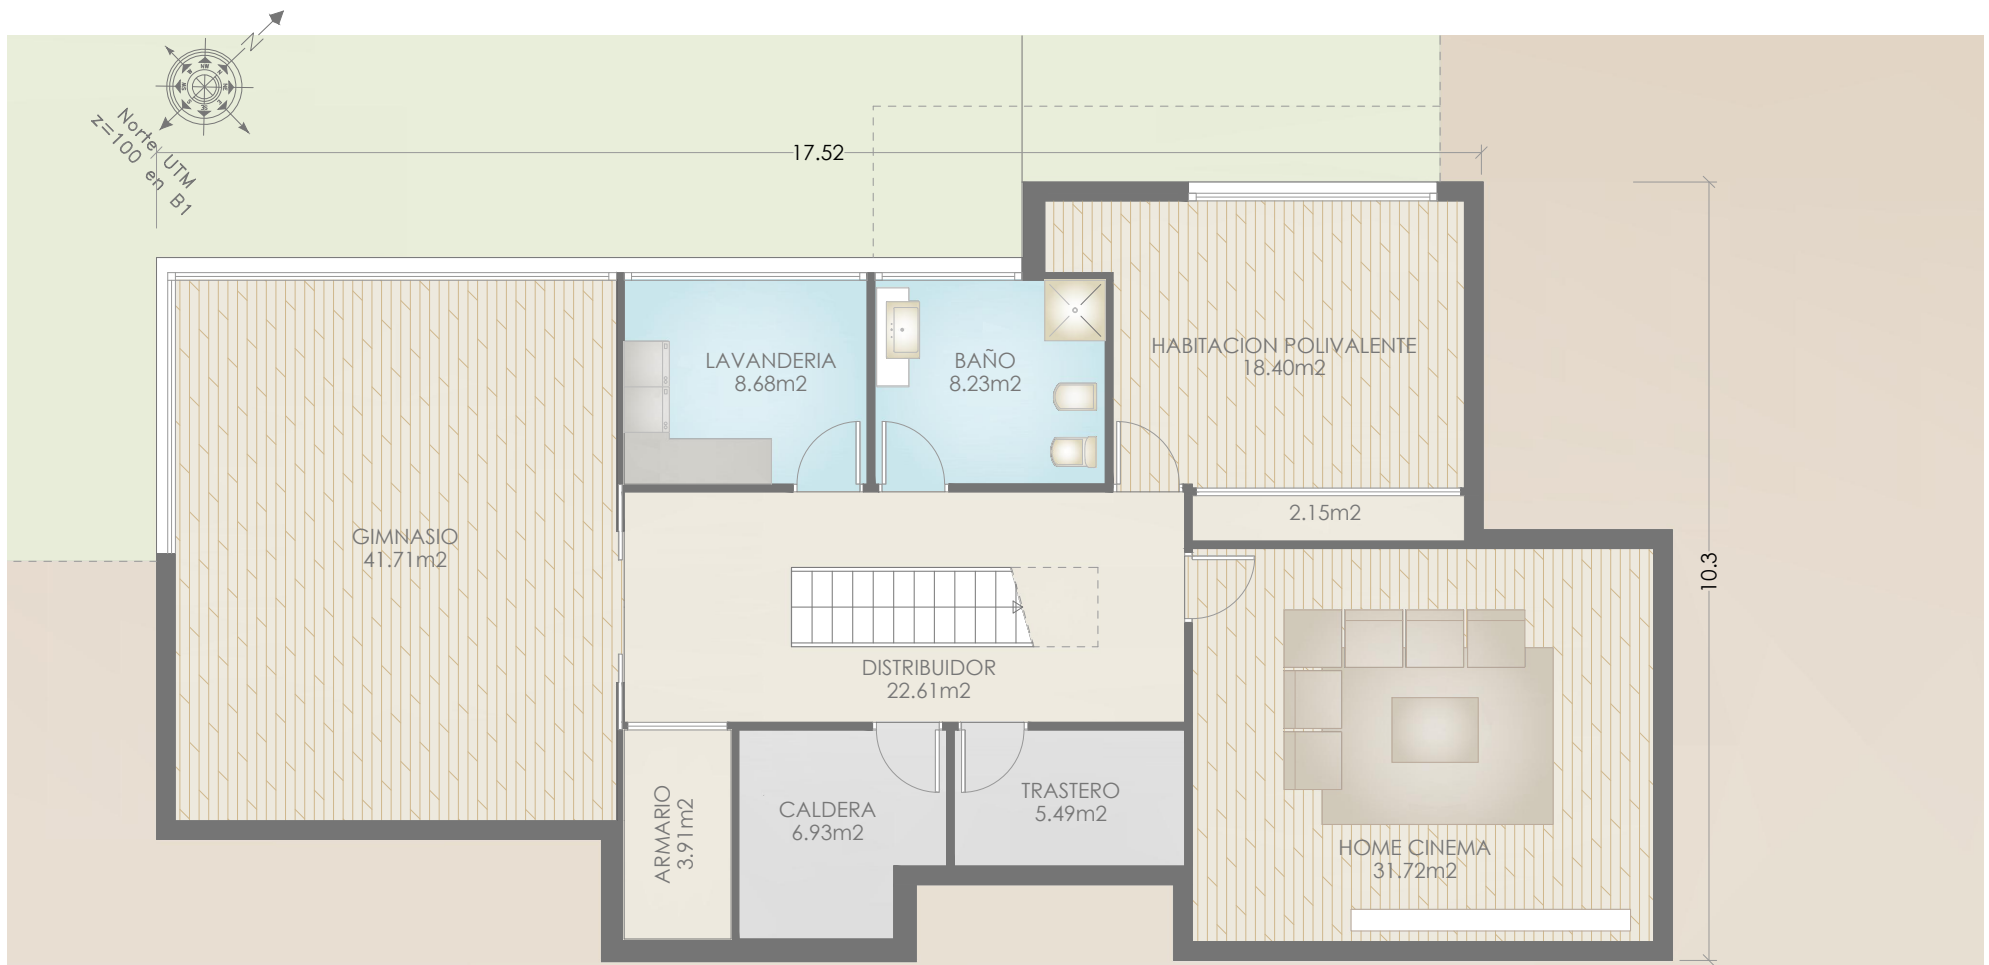 N
NW
Norte UTM
z=100 en B1
17.52
10.3
LAVANDERIA
8.68m2
BAÑO
8.23m2
HABITACION POLIVALENTE
18.40m2
2.15m2
GIMNASIO
41.71m2
DISTRIBUIDOR
22.61m2
ARMARIO
3.91m2
CALDERA
6.93m2
TRASTERO
5.49m2
HOME CINEMA
31.72m2